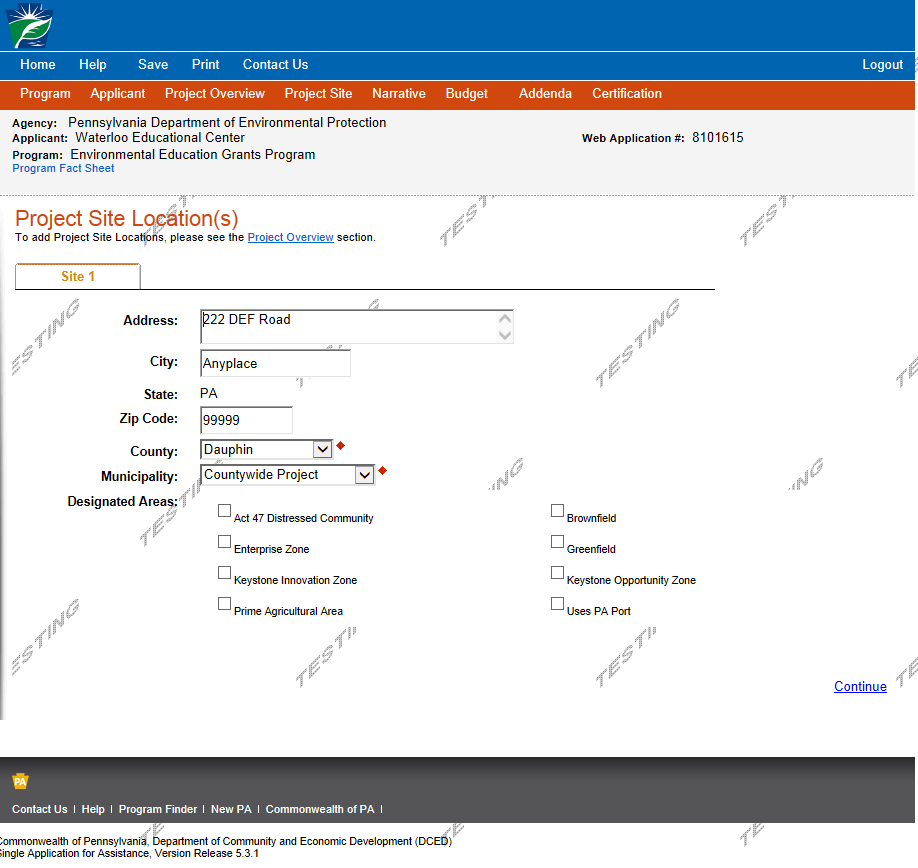 Home Help Save Print Contact Us Logout
Program Applicant Project Overview Project Site Narrative Budget Addenda Certification
Agency: Pennsylvania Department of Environmental Protection
Applicant: Waterloo Educational Center Web Application #: 8101615
Program: Environmental Education Grants Program
Program Fact Sheet
Project Site Location(s)
To add Project Site Locations, please see the Project Overview section.
TESTING
Site 1
Address: 222 DEF Road
City: Anyplace
State: PA
Zip Code: 99999
County: Dauphin
Municipality: Countywide Project
Designated Areas:
Act 47 Distressed Community Brownfield
Enterprise Zone Greenfield
Keystone Innovation Zone Keystone Opportunity Zone
Prime Agricultural Area Uses PA Port
Continue
PA
Contact Us | Help | Program Finder | New PA | Commonwealth of PA |
Commonwealth of Pennsylvania, Department of Community and Economic Development (DCED)
Single Application for Assistance, Version Release 5.3.1